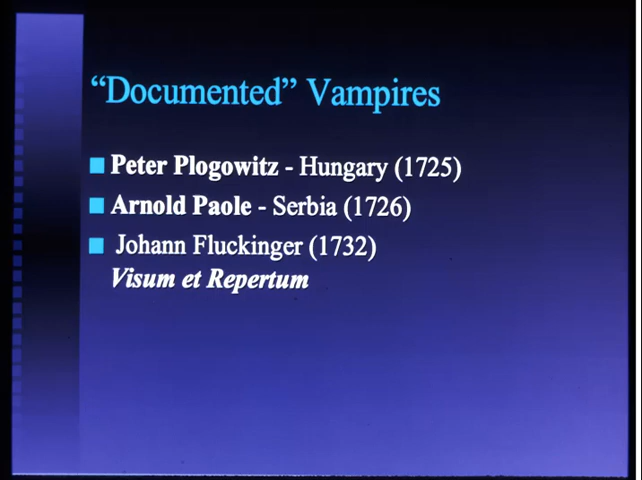 “Documented” Vampires
Peter Plogowitz - Hungary (1725)
Arnold Paole - Serbia (1726)
Johann Fluckinger (1732)
Visum et Repertum